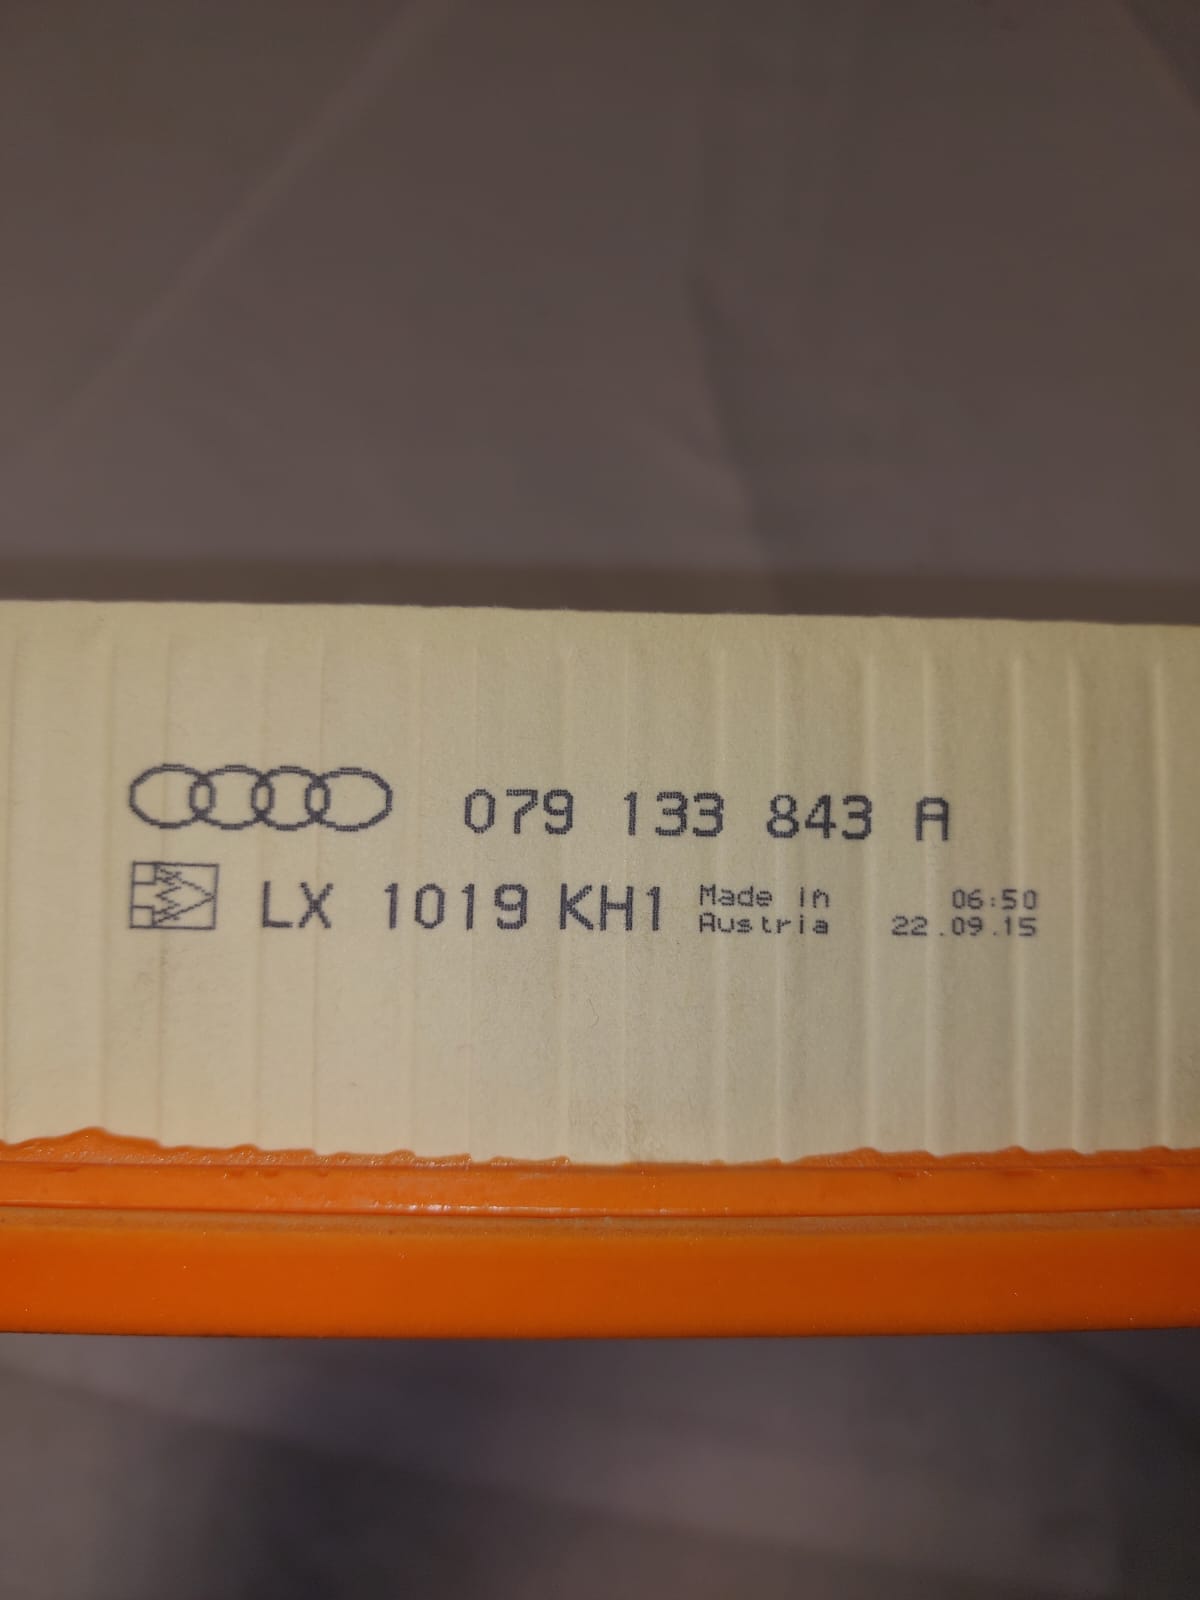 079 133 843 A
LX 1019 KH1 Made in 06:50
Austria 22.09.15